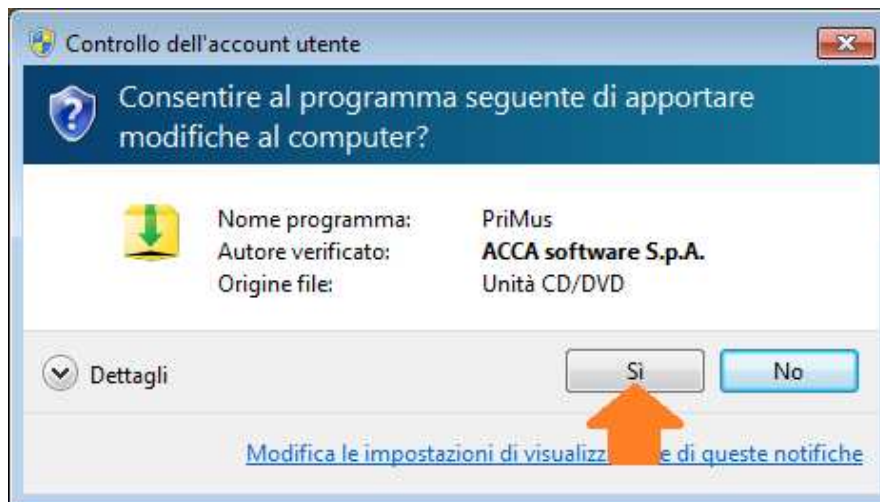 Controllo dell'account utente
Consentire al programma seguente di apportare
modifiche al computer?
Nome programma: PriMus
Autore verificato: ACCA software S.p.A.
Origine file: Unità CD/DVD
Dettagli
Sì No
Modifica le impostazioni di di queste notifiche